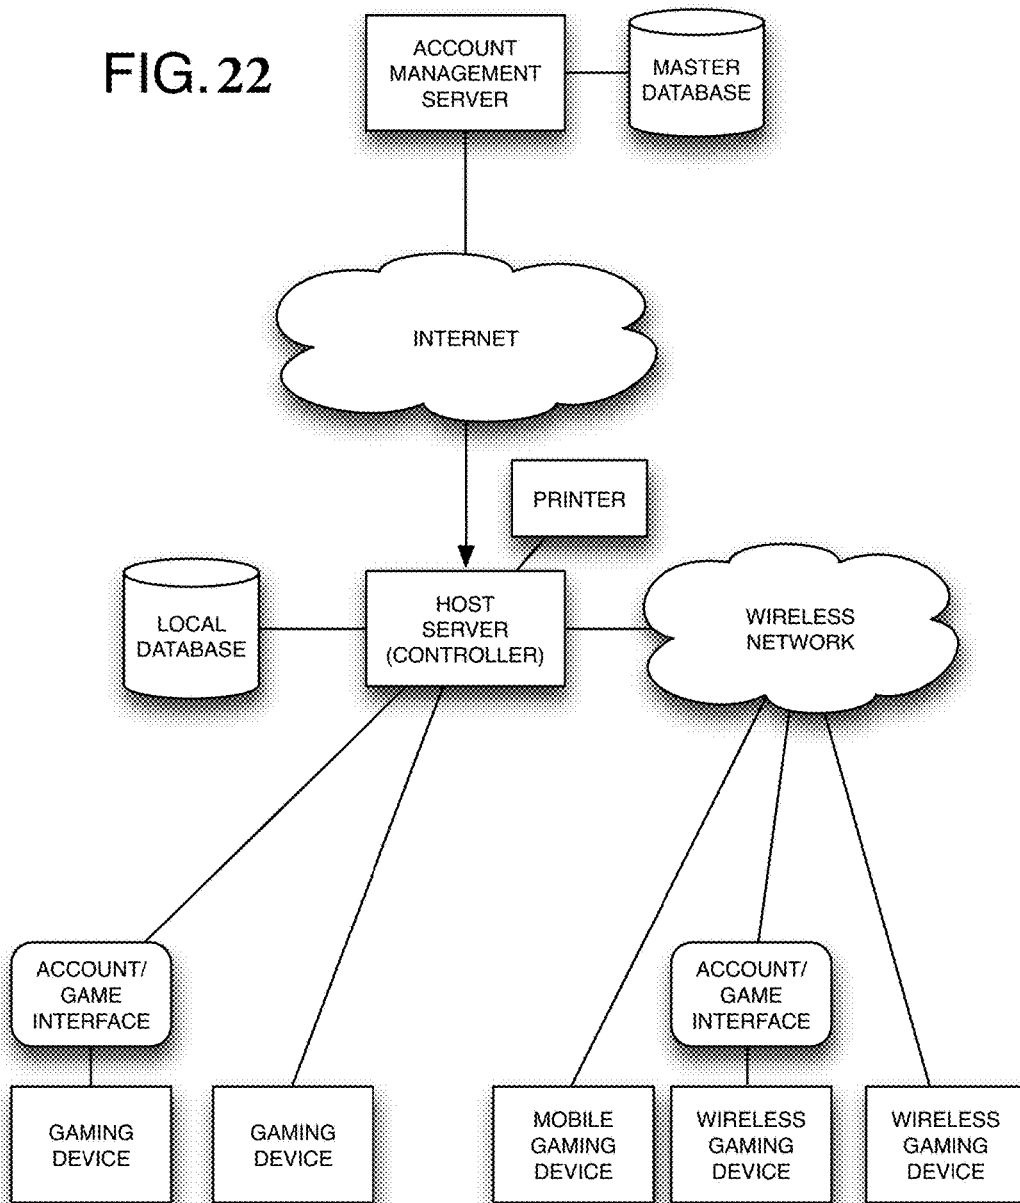 FIG. 22
ACCOUNT
MANAGEMENT
SERVER
MASTER
DATABASE
INTERNET
PRINTER
LOCAL
DATABASE
HOST
SERVER
(CONTROLLER)
WIRELESS
NETWORK
ACCOUNT/
GAME
INTERFACE
ACCOUNT/
GAME
INTERFACE
GAMING
DEVICE
GAMING
DEVICE
MOBILE
GAMING
DEVICE
WIRELESS
GAMING
DEVICE
WIRELESS
GAMING
DEVICE